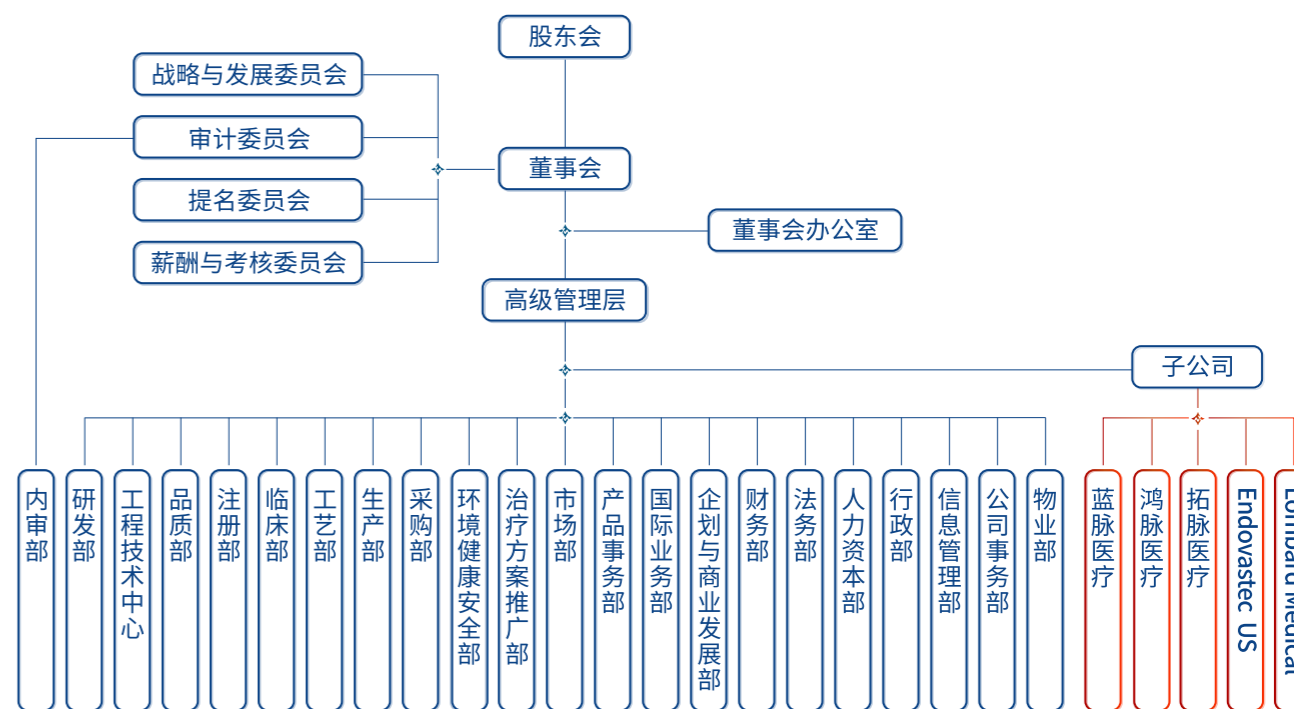 股东会
战略与发展委员会
审计委员会
董事会
提名委员会
董事会办公室
薪酬与考核委员会
高级管理层
子公司
内审部
研发部
工程技术中心
品质部
注册部
临床部
工艺部
生产部
采购部
环境健康安全部
治疗方案推广部
市场部
产品事务部
国际业务部
企划与商业发展部
财务部
法务部
人力资本部
行政部
信息管理部
公司事务部
物业部
蓝脉医疗
鸿脉医疗
拓脉医疗
Endovastec US
Lombard Medical